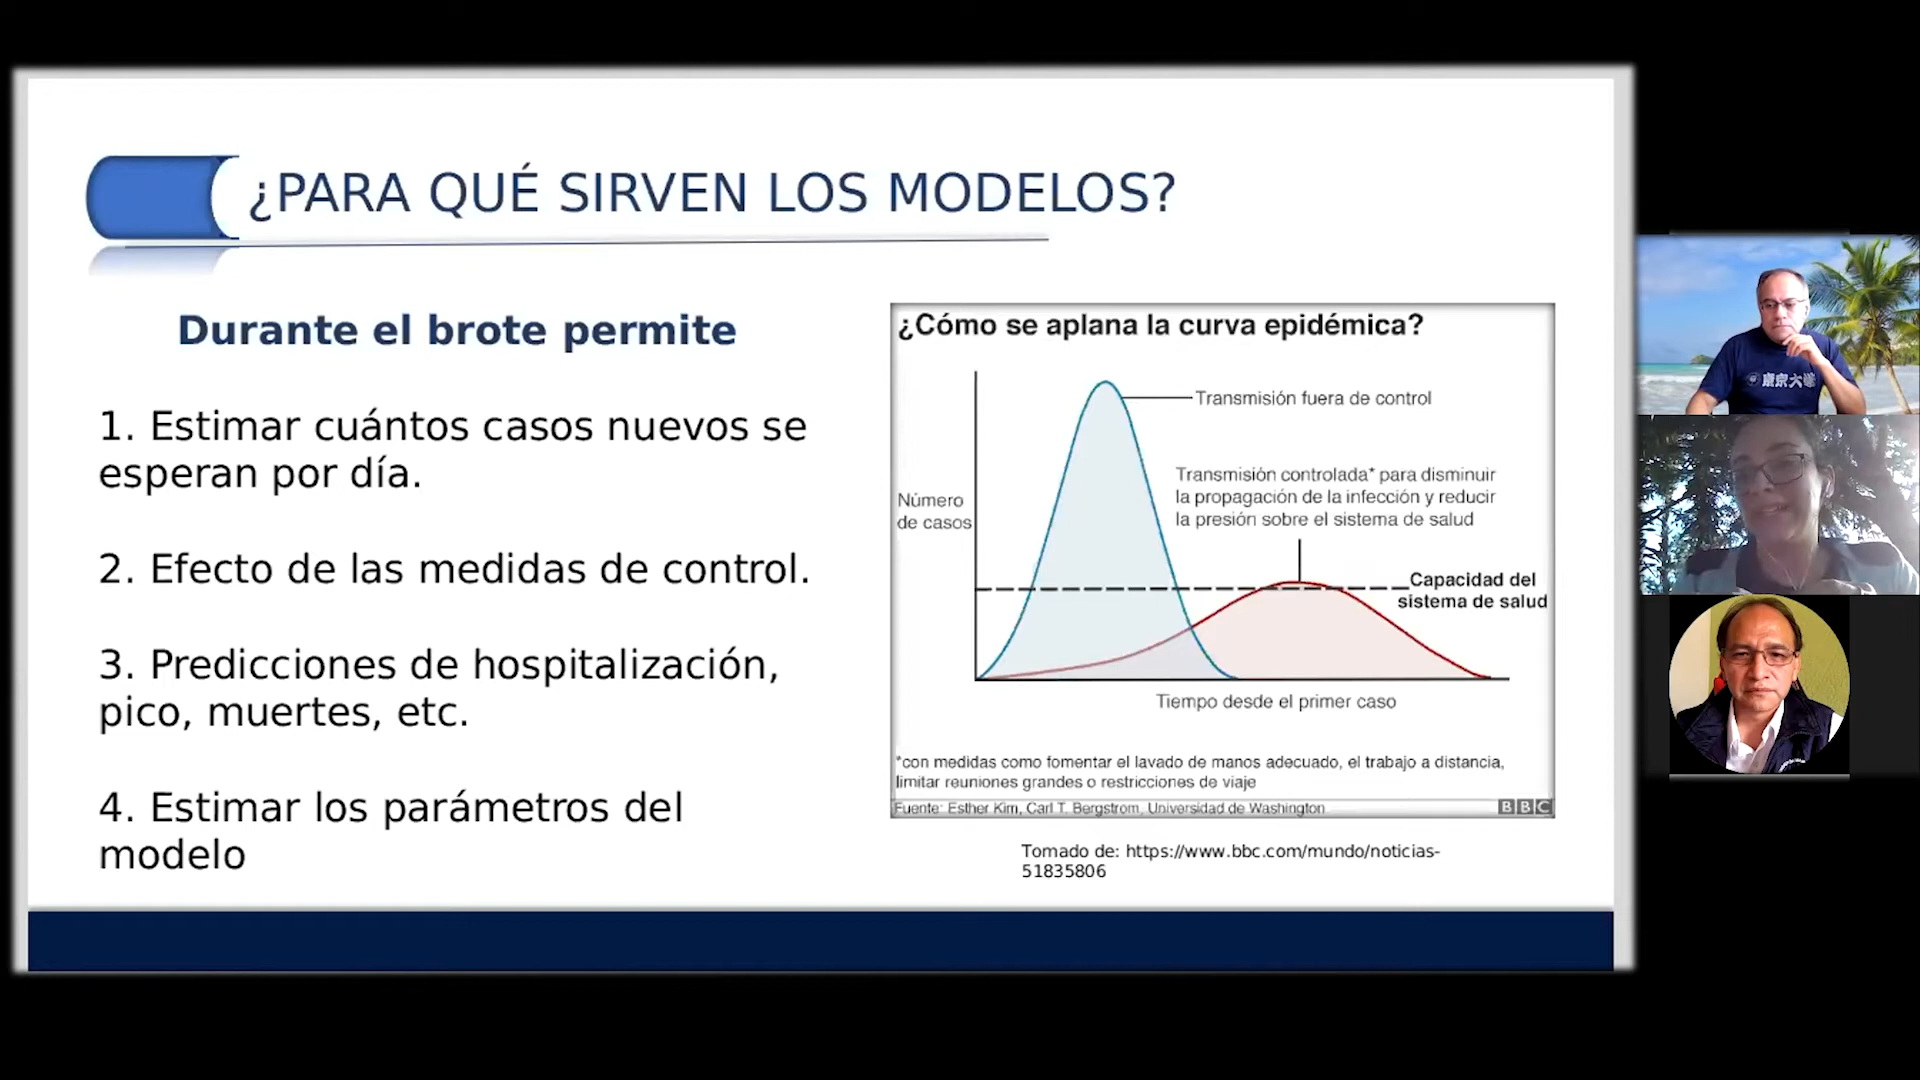 ¿PARA QUÉ SIRVEN LOS MODELOS?
Durante el brote permite
1. Estimar cuántos casos nuevos se
esperan por día.
2. Efecto de las medidas de control.
3. Predicciones de hospitalización,
pico, muertes, etc.
4. Estimar los parámetros del
modelo
¿Cómo se aplana la curva epidémica?
Transmisión fuera de control
Transmisión controlada* para disminuir
la propagación de la infección y reducir
la presión sobre el sistema de salud
Número
de casos
Capacidad del
sistema de salud
Tiempo desde el primer caso
*con medidas como fomentar el lavado de manos adecuado, el trabajo a distancia,
limitar reuniones grandes o restricciones de viaje
Fuente: Esther Kim, Carl T. Bergstrom, Universidad de Washington
BBC
Tomado de: https://www.bbc.com/mundo/noticias-
51835806
東京大學